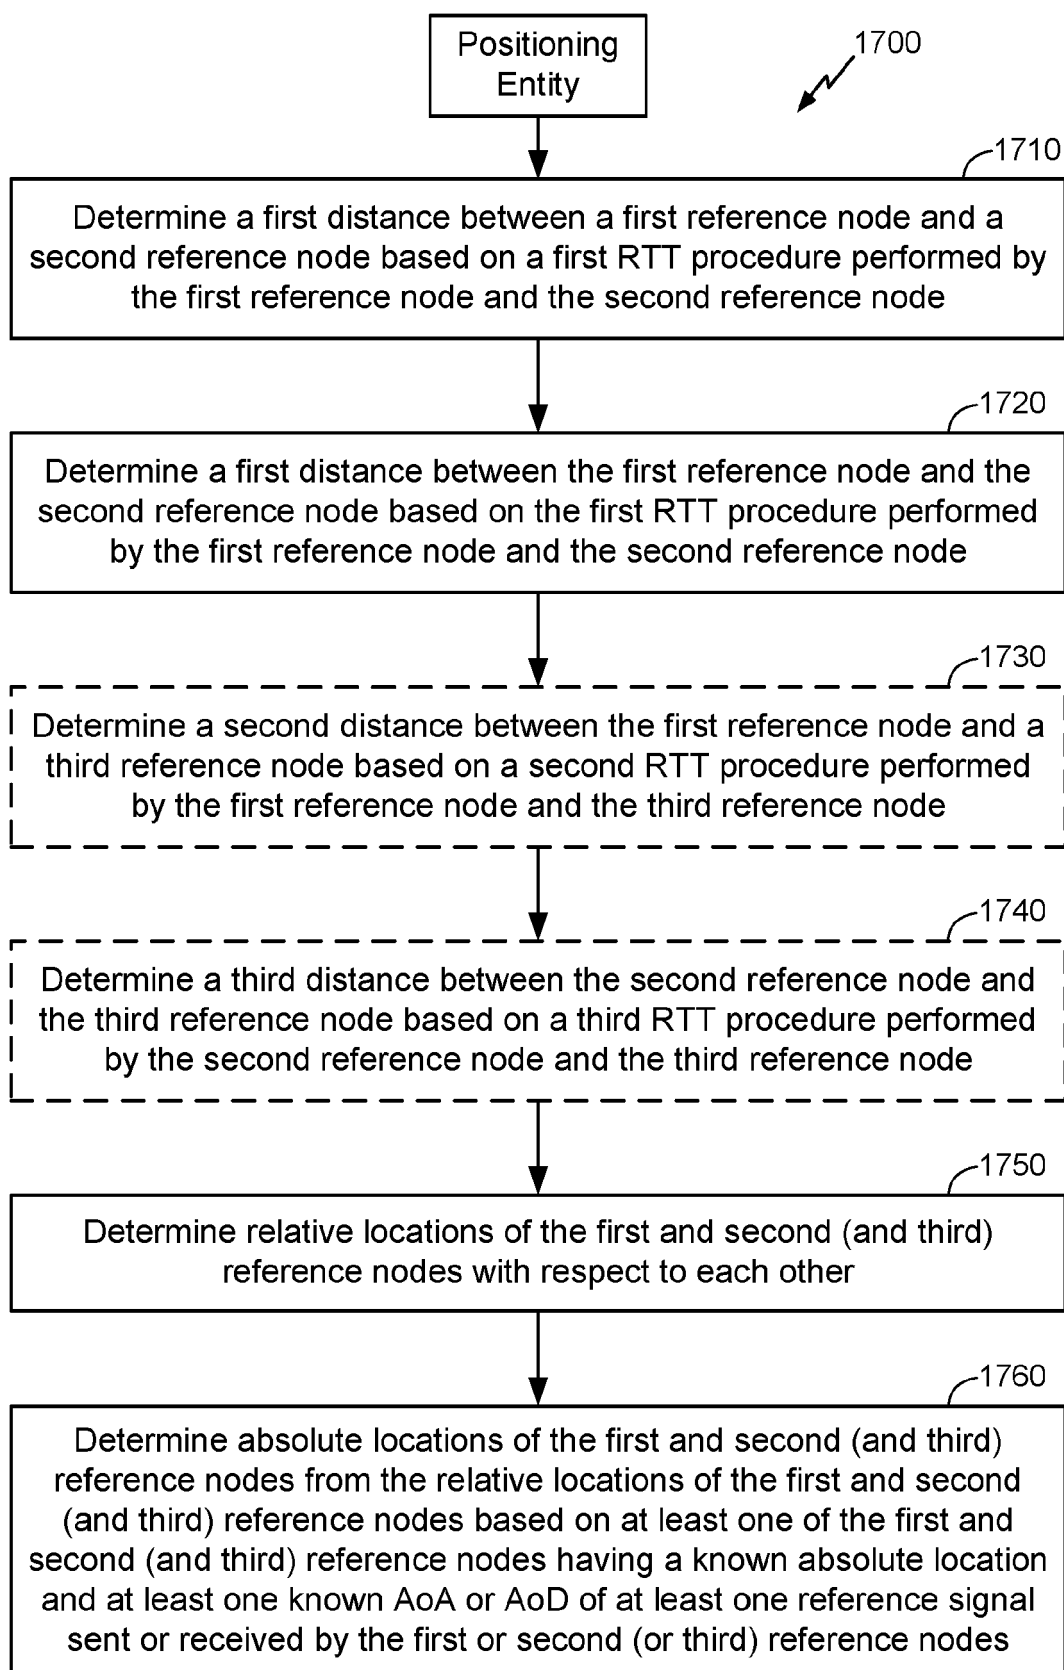 Positioning
Entity
1700
1710
Determine a first distance between a first reference node and a
second reference node based on a first RTT procedure performed by
the first reference node and the second reference node
1720
Determine a first distance between the first reference node and the
second reference node based on the first RTT procedure performed
by the first reference node and the second reference node
1730
Determine a second distance between the first reference node and a
third reference node based on a second RTT procedure performed
by the first reference node and the third reference node
1740
Determine a third distance between the second reference node and
the third reference node based on a third RTT procedure performed
by the second reference node and the third reference node
1750
Determine relative locations of the first and second (and third)
reference nodes with respect to each other
1760
Determine absolute locations of the first and second (and third)
reference nodes from the relative locations of the first and second
(and third) reference nodes based on at least one of the first and
second (and third) reference nodes having a known absolute location
and at least one known AoA or AoD of at least one reference signal
sent or received by the first or second (or third) reference nodes